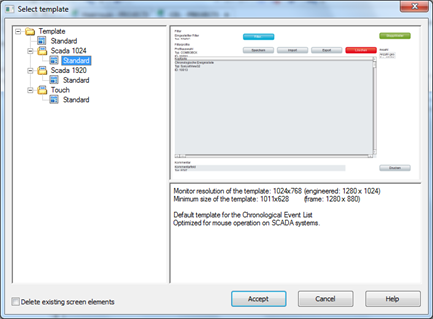 Select template
Template
Standard
Scada 1024
Standard
Scada 1920
Standard
Touch
Standard
Monitor resolution of the template: 1024x768 (engineered: 1280 x 1024)
Minimum size of the template: 1011x628 (frame: 1280 x 880)
Default template for the Chronological Event List
Optimized for mouse operation on SCADA systems.
Delete existing screen elements
Accept
Cancel
Help